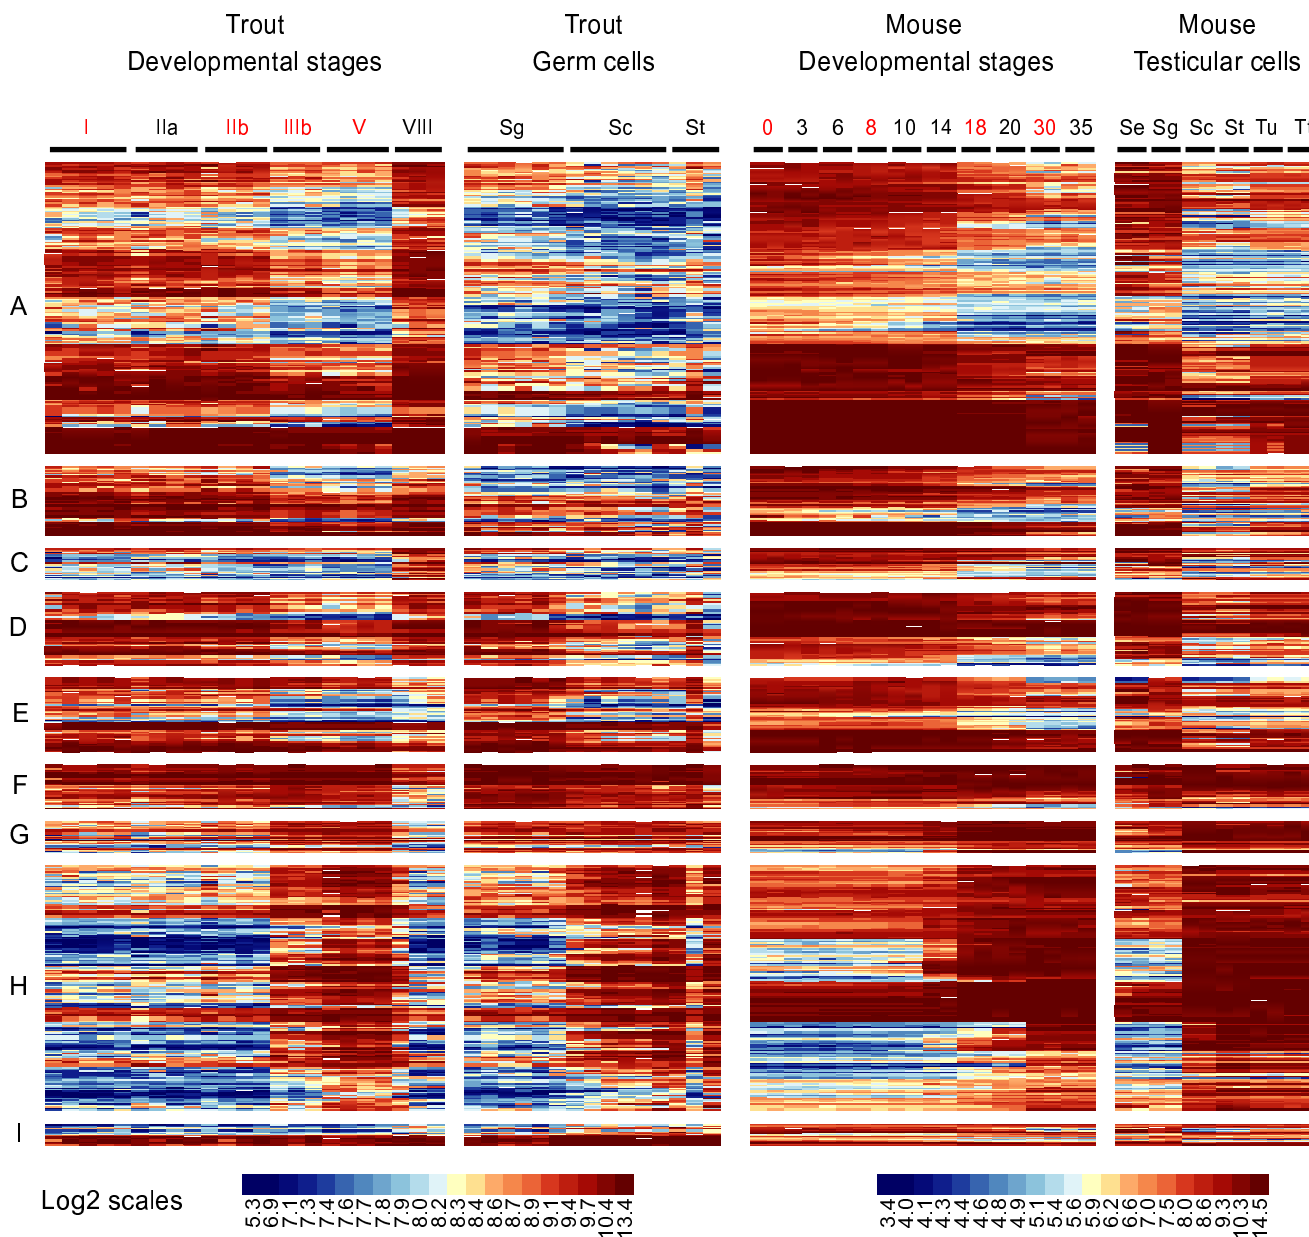 Trout Trout Mouse Mouse
Developmental stages Germ cells Developmental stages Testicular cells
I IIa IIb IIIb V VIII Sg Sc St 0 3 6 8 10 14 18 20 30 35 Se Sg Sc St Tu
A
B
C
D
E
F
G
H
I
Log2 scales
5.3 6.9 7.1 7.3 7.4 7.6 7.7 7.8 7.9 8.0 8.2 8.3 8.4 8.6 8.7 8.9 9.1 9.4 9.7 10.4 13.4
3.4 4.0 4.1 4.3 4.4 4.6 4.8 4.9 5.1 5.4 5.6 5.9 6.2 6.6 7.0 7.5 8.0 8.6 9.3 10.3 14.5